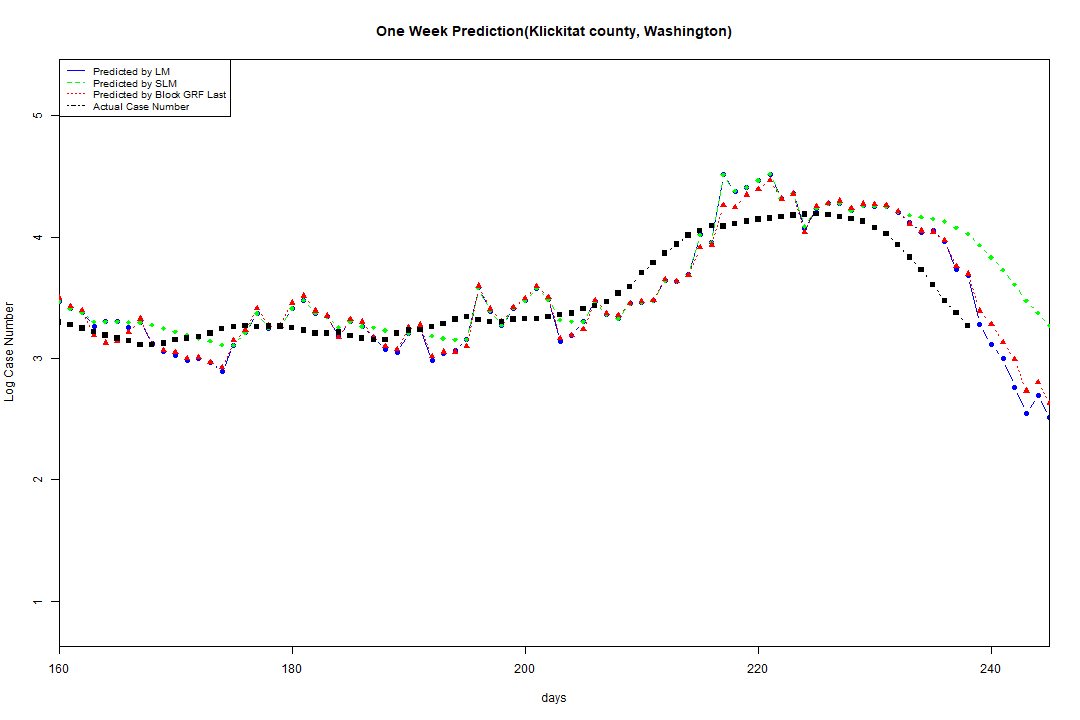 One Week Prediction(Klickitat county, Washington)
Predicted by LM
Predicted by SLM
Predicted by Block GRF Last
Actual Case Number
5
4
3
2
1
Log Case Number
160 180 200 220 240
days